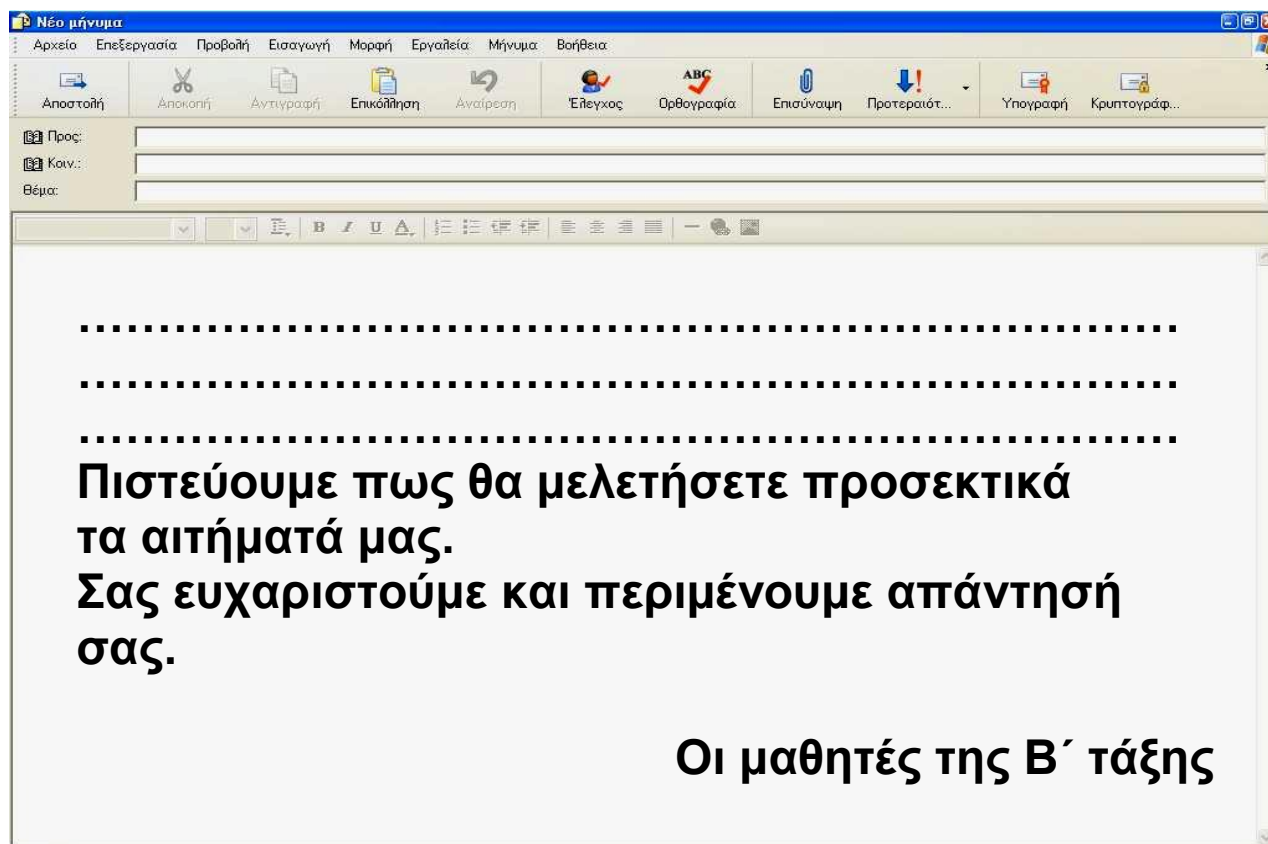 Νέο μήνυμα
Αρχείο Επεξεργασία Προβολή Εισαγωγή Μορφή Εργαλεία Μήνυμα Βοήθεια
Αποστολή Αποκοπή Αντιγραφή Επικόλληση Αναίρεση Έλεγχος Ορθογραφία Επισύναψη Προτεραιότ... Υπογραφή Κρυπτογράφ...
Προς:
Κοιν.:
Θέμα:
B I U A
……………………………………………………………
……………………………………………………………
……………………………………………………………
Πιστεύουμε πως θα μελετήσετε προσεκτικά
τα αιτήματά μας.
Σας ευχαριστούμε και περιμένουμε απάντησή
σας.
Οι μαθητές της Β΄ τάξης